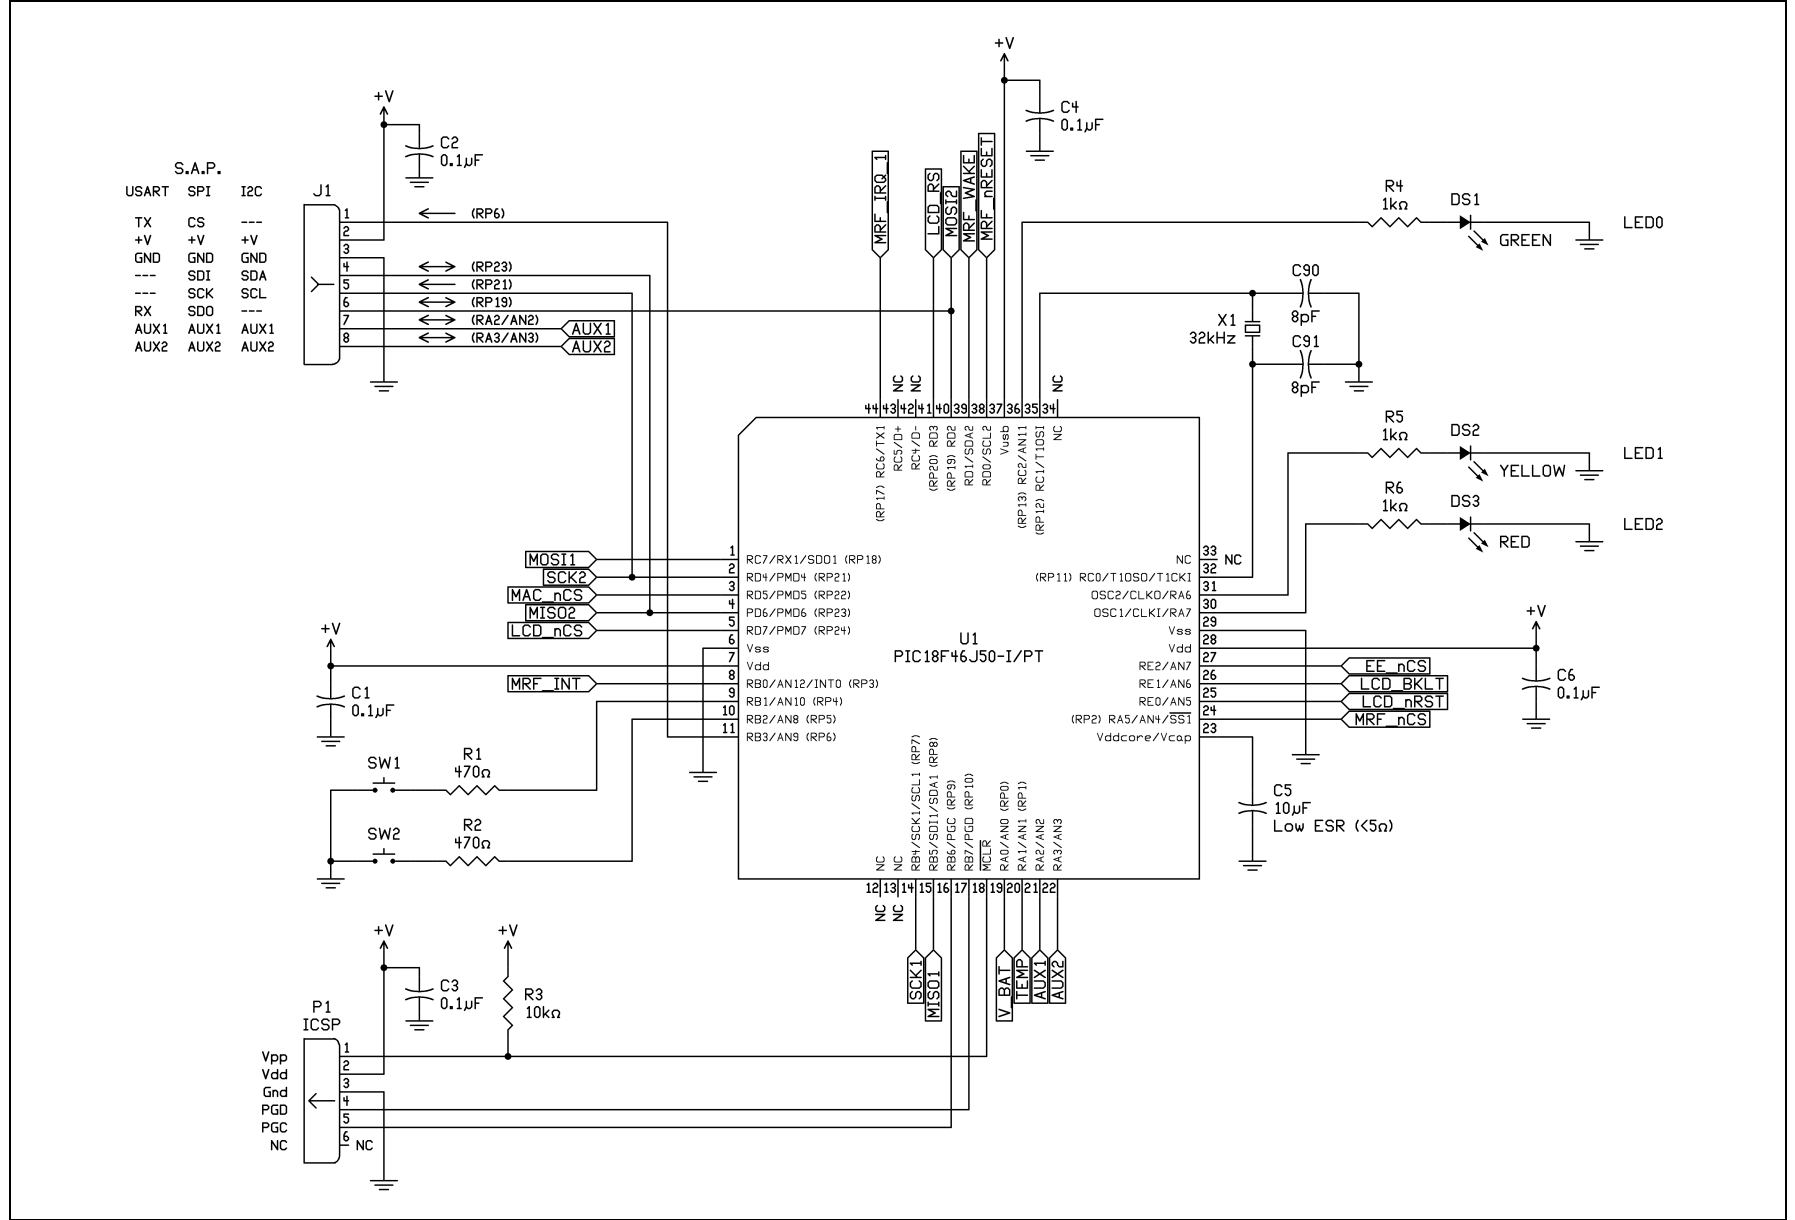 +V
C4
0.1µF
+V
C2
0.1µF
S.A.P.
USART SPI I2C
J1
TX CS ---
+V +V +V
GND GND GND
--- SDI SDA
--- SCK SCL
RX SDO ---
AUX1 AUX1 AUX1
AUX2 AUX2 AUX2
1
2
3
4
5
6
7
8
(RP6)
(RP23)
(RP21)
(RP19)
(RA2/AN2)
(RA3/AN3)
AUX1
AUX2
MRF_IRQ_1
LCD_RS
MOSI2
MRF_WAKE
MRF_nRESET
R4
1kΩ
DS1
GREEN
LED0
C90
8pF
X1
32kHz
C91
8pF
R5
1kΩ
DS2
YELLOW
LED1
R6
1kΩ
DS3
RED
LED2
NC NC NC
44 43 42 41 40 39 38 37 36 35 34
(RP17) RC6/TX1
RC5/D+
RC4/D-
(RP20) RD3
(RP19) RD2
RD1/SDA2
RD0/SCL2
Vusb
(RP13) RC2/AN11
(RP12) RC1/T1OSI
NC
MOSI1
SCK2
MAC_nCS
MISO2
LCD_nCS
MRF_INT
1 RC7/RX1/SDO1 (RP18)
2 RD4/PMD4 (RP21)
3 RD5/PMD5 (RP22)
4 PD6/PMD6 (RP23)
5 RD7/PMD7 (RP24)
6 Vss
7 Vdd
8 RB0/AN12/INT0 (RP3)
9 RB1/AN10 (RP4)
10 RB2/AN8 (RP5)
11 RB3/AN9 (RP6)
U1
PIC18F46J50-I/PT
NC 33 NC
(RP11) RC0/T1OSO/T1CKI 32
OSC2/CLKO/RA6 31
OSC1/CLKI/RA7 30
Vss 29
Vdd 28
RE2/AN7 27
RE1/AN6 26
RE0/AN5 25
(RP2) RA5/AN4/SS1 24
Vddcore/Vcap 23
EE_nCS
LCD_BKLT
LCD_nRST
MRF_nCS
+V
C6
0.1µF
+V
C1
0.1µF
C5
10µF
Low ESR (<5Ω)
SW1
R1
470Ω
SW2
R2
470Ω
NC
NC
RB4/SCK1/SCL1 (RP7)
RB5/SDI1/SDA1 (RP8)
RB6/PGC (RP9)
RB7/PGD (RP10)
MCLR
RA0/AN0 (RP0)
RA1/AN1 (RP1)
RA2/AN2
RA3/AN3
12 13 14 15 16 17 18 19 20 21 22
NC NC
SCK1
MISO1
V_BAT
TEMP
AUX1
AUX2
+V
C3
0.1µF
+V
R3
10kΩ
P1
ICSP
Vpp 1
Vdd 2
Gnd 3
PGD 4
PGC 5
NC 6 NC